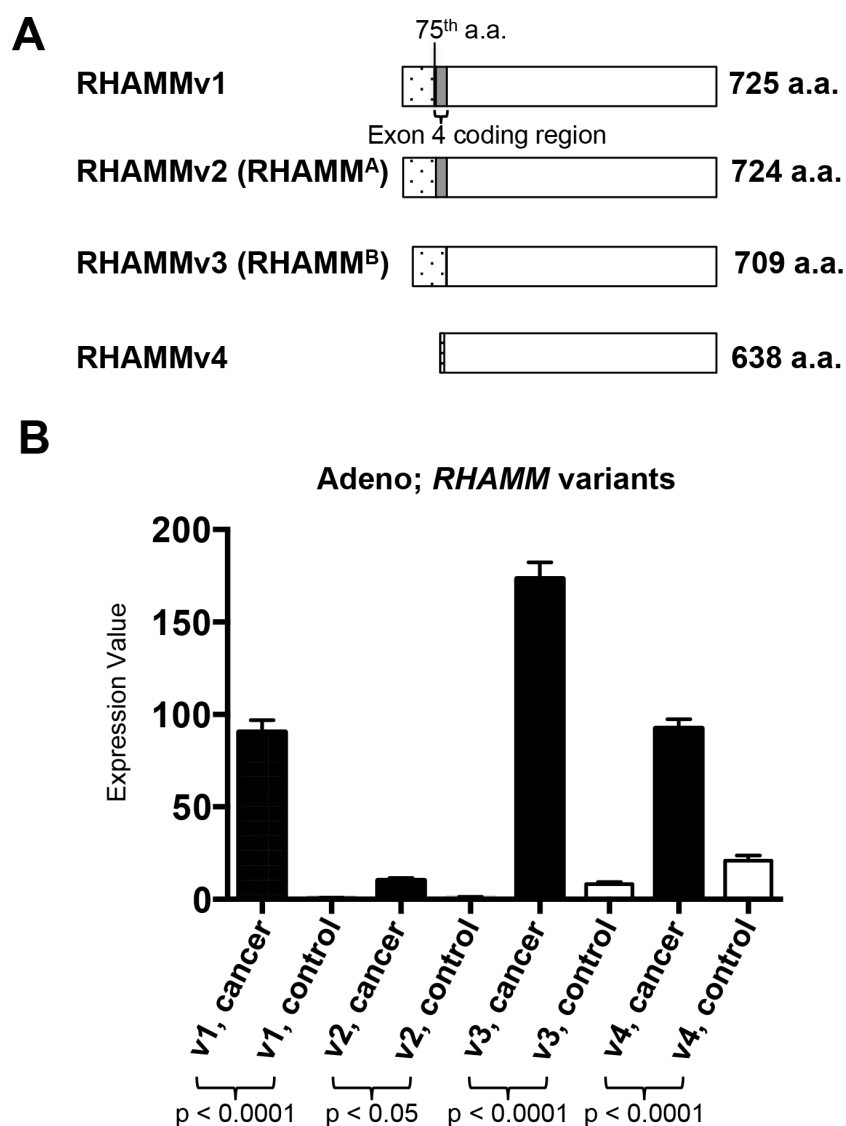 A
75th a.a.
RHAMMv1 725 a.a.
Exon 4 coding region
RHAMMv2 (RHAMMA) 724 a.a.
RHAMMv3 (RHAMMB) 709 a.a.
RHAMMv4 638 a.a.
B
Adeno; RHAMM variants
Expression Value
200
150
100
50
0
v1, cancer
v1, control
v2, cancer
v2, control
v3, cancer
v3, control
v4, cancer
v4, control
p < 0.0001 p < 0.05 p < 0.0001 p < 0.0001